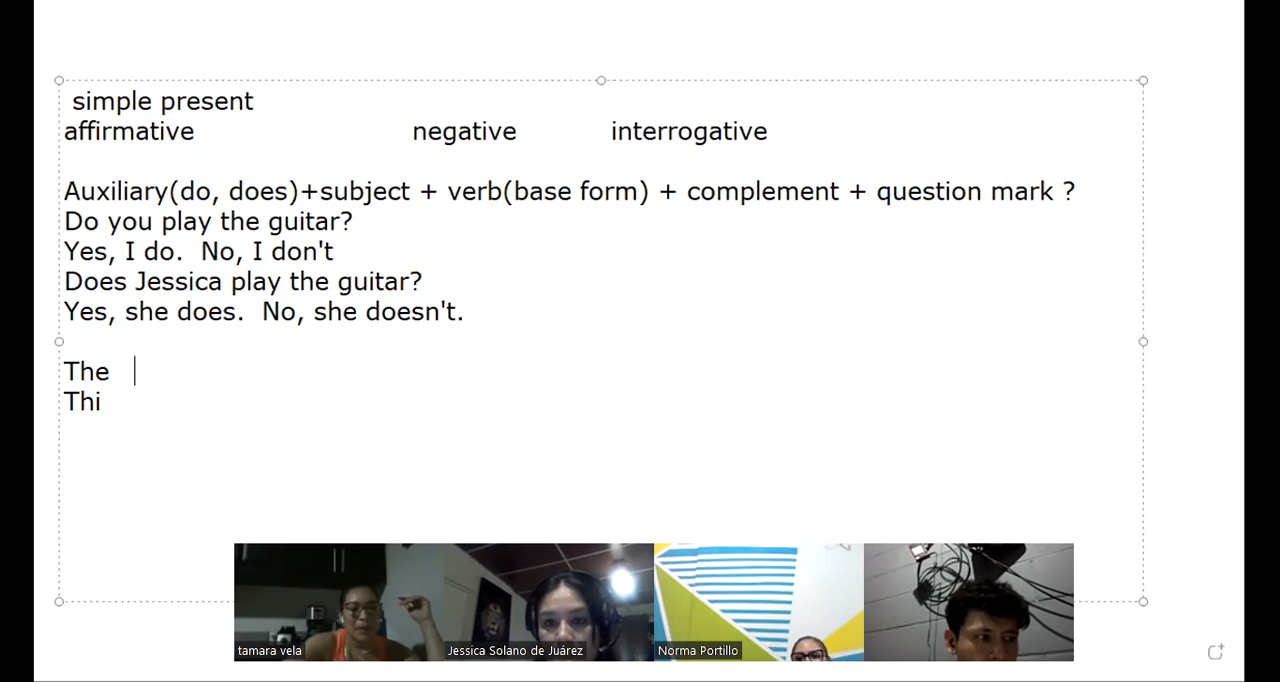 simple present
affirmative negative interrogative
Auxiliary(do, does)+subject + verb(base form) + complement + question mark ?
Do you play the guitar?
Yes, I do. No, I don't
Does Jessica play the guitar?
Yes, she does. No, she doesn't.
The
Thi
tamara vela Jessica Solano de Juárez Norma Portillo